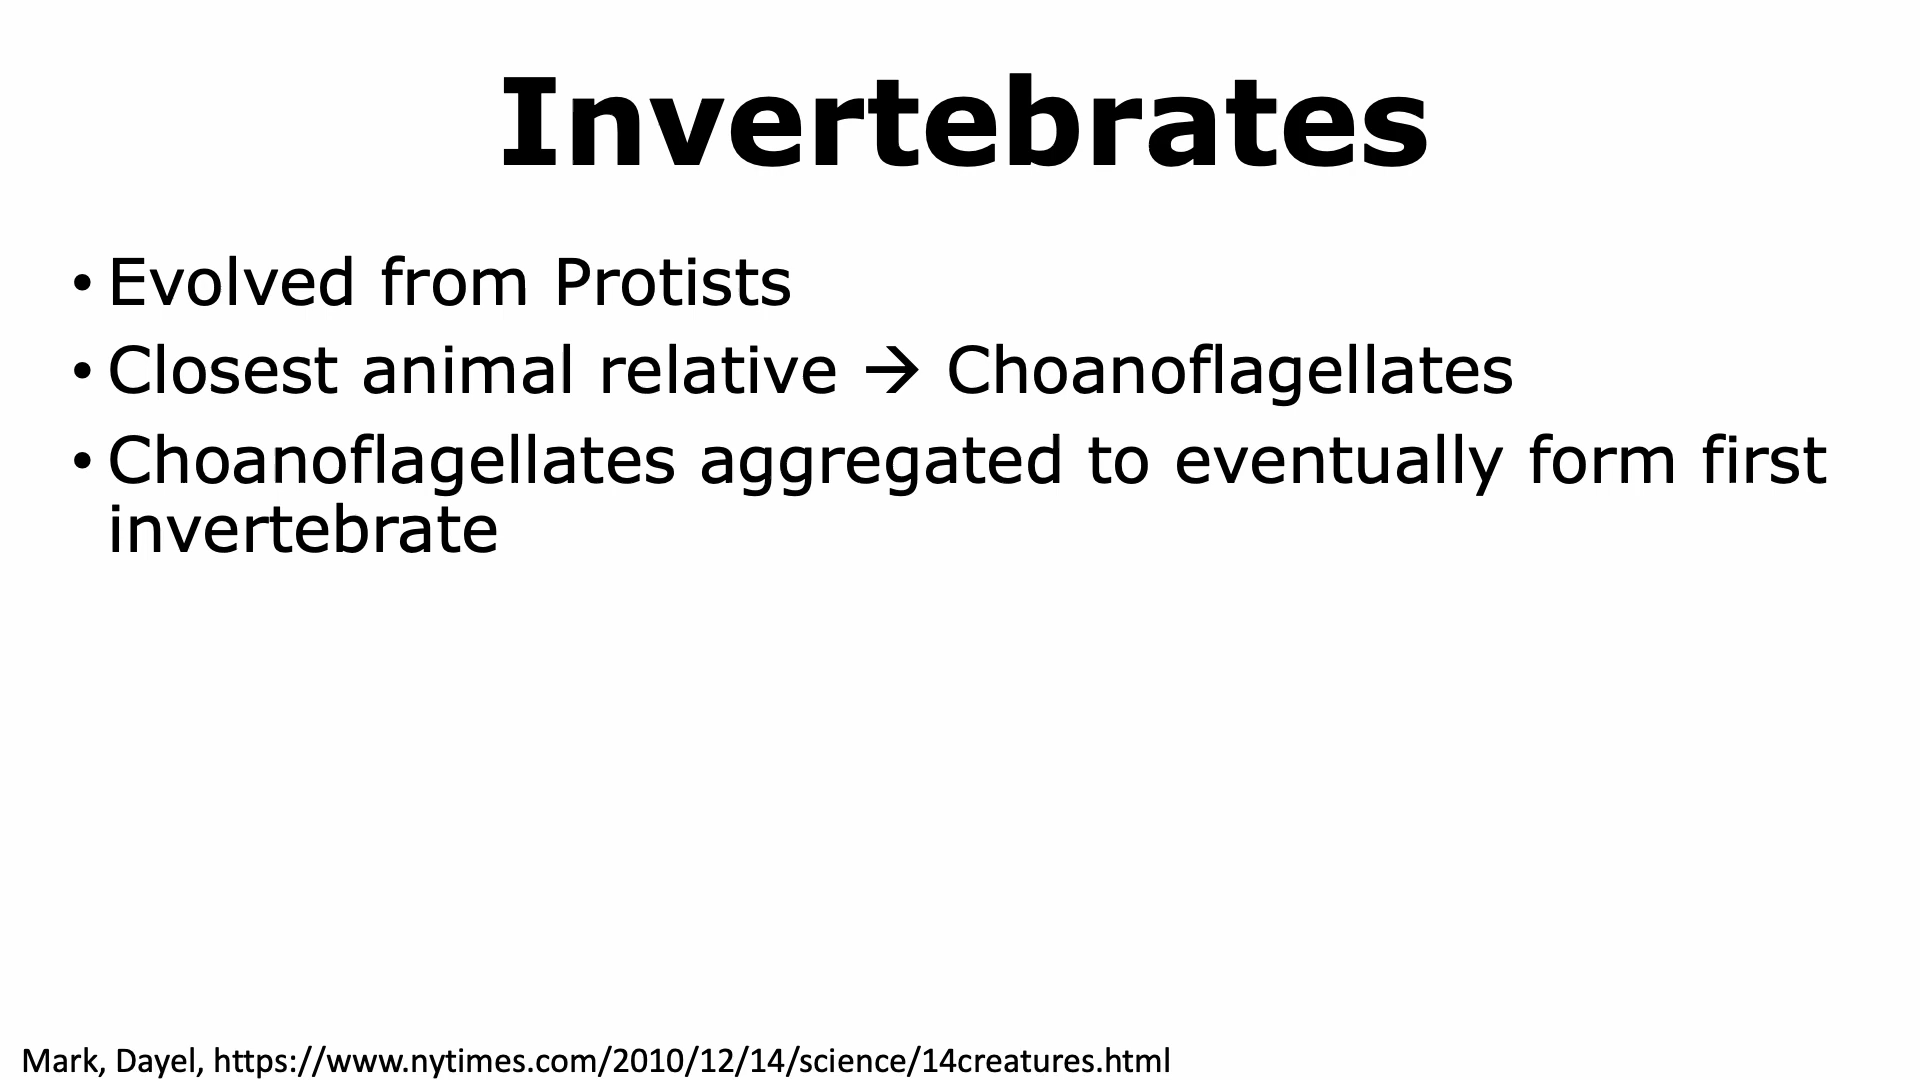 Invertebrates
• Evolved from Protists
• Closest animal relative → Choanoflagellates
• Choanoflagellates aggregated to eventually form first
invertebrate
Mark, Dayel, https://www.nytimes.com/2010/12/14/science/14creatures.html